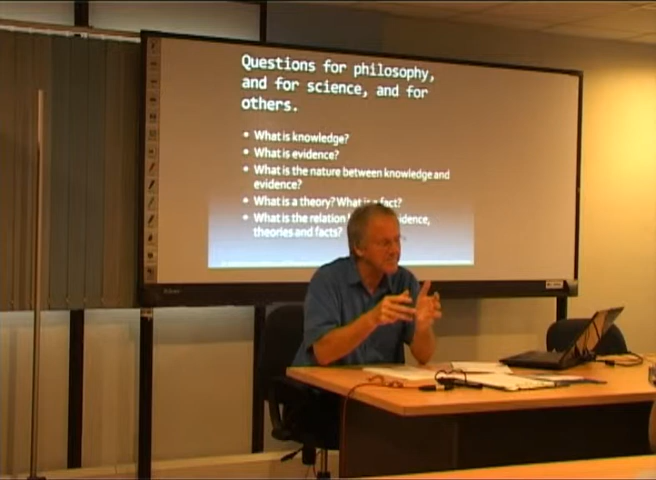 Questions for philosophy,
and for science, and for
others.
• What is knowledge?
• What is evidence?
• What is the nature between knowledge and
evidence?
• What is a theory? What is a fact?
• What is the relation
theories and facts?